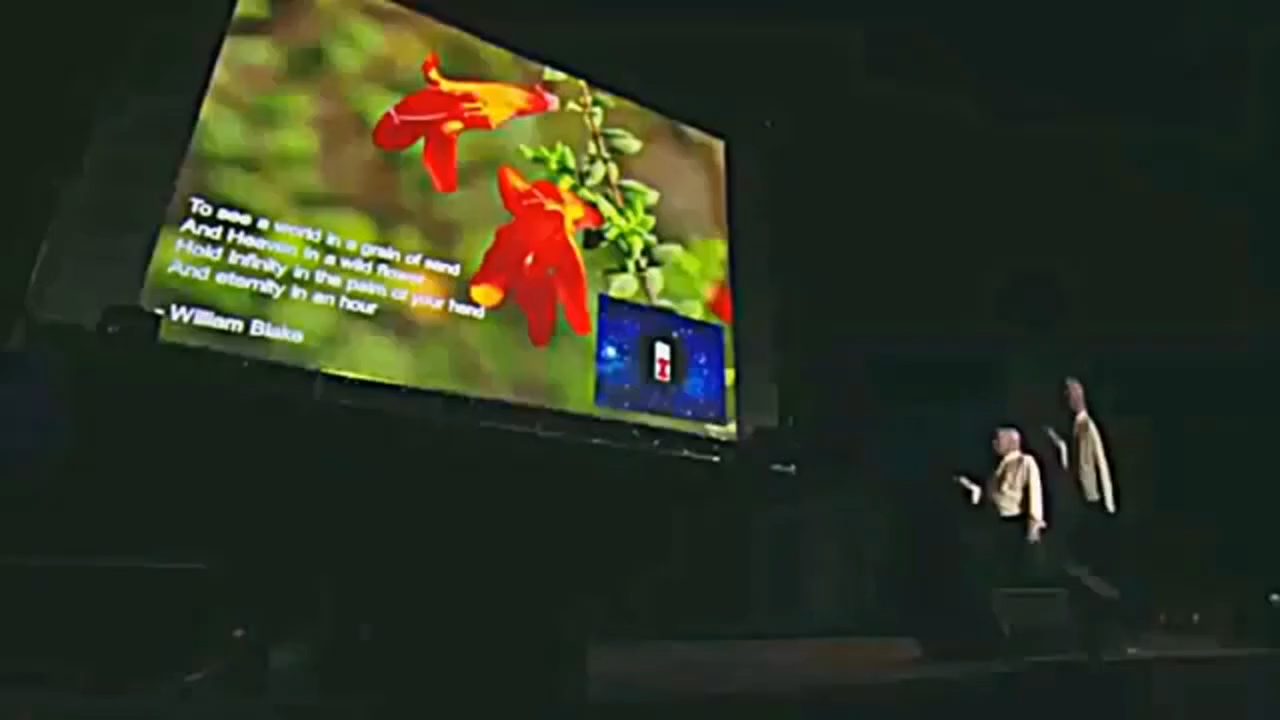 To see a world in a grain of sand
And Heaven in a wild flower
Hold Infinity in the palm of your hand
And eternity in an hour
- William Blake
T